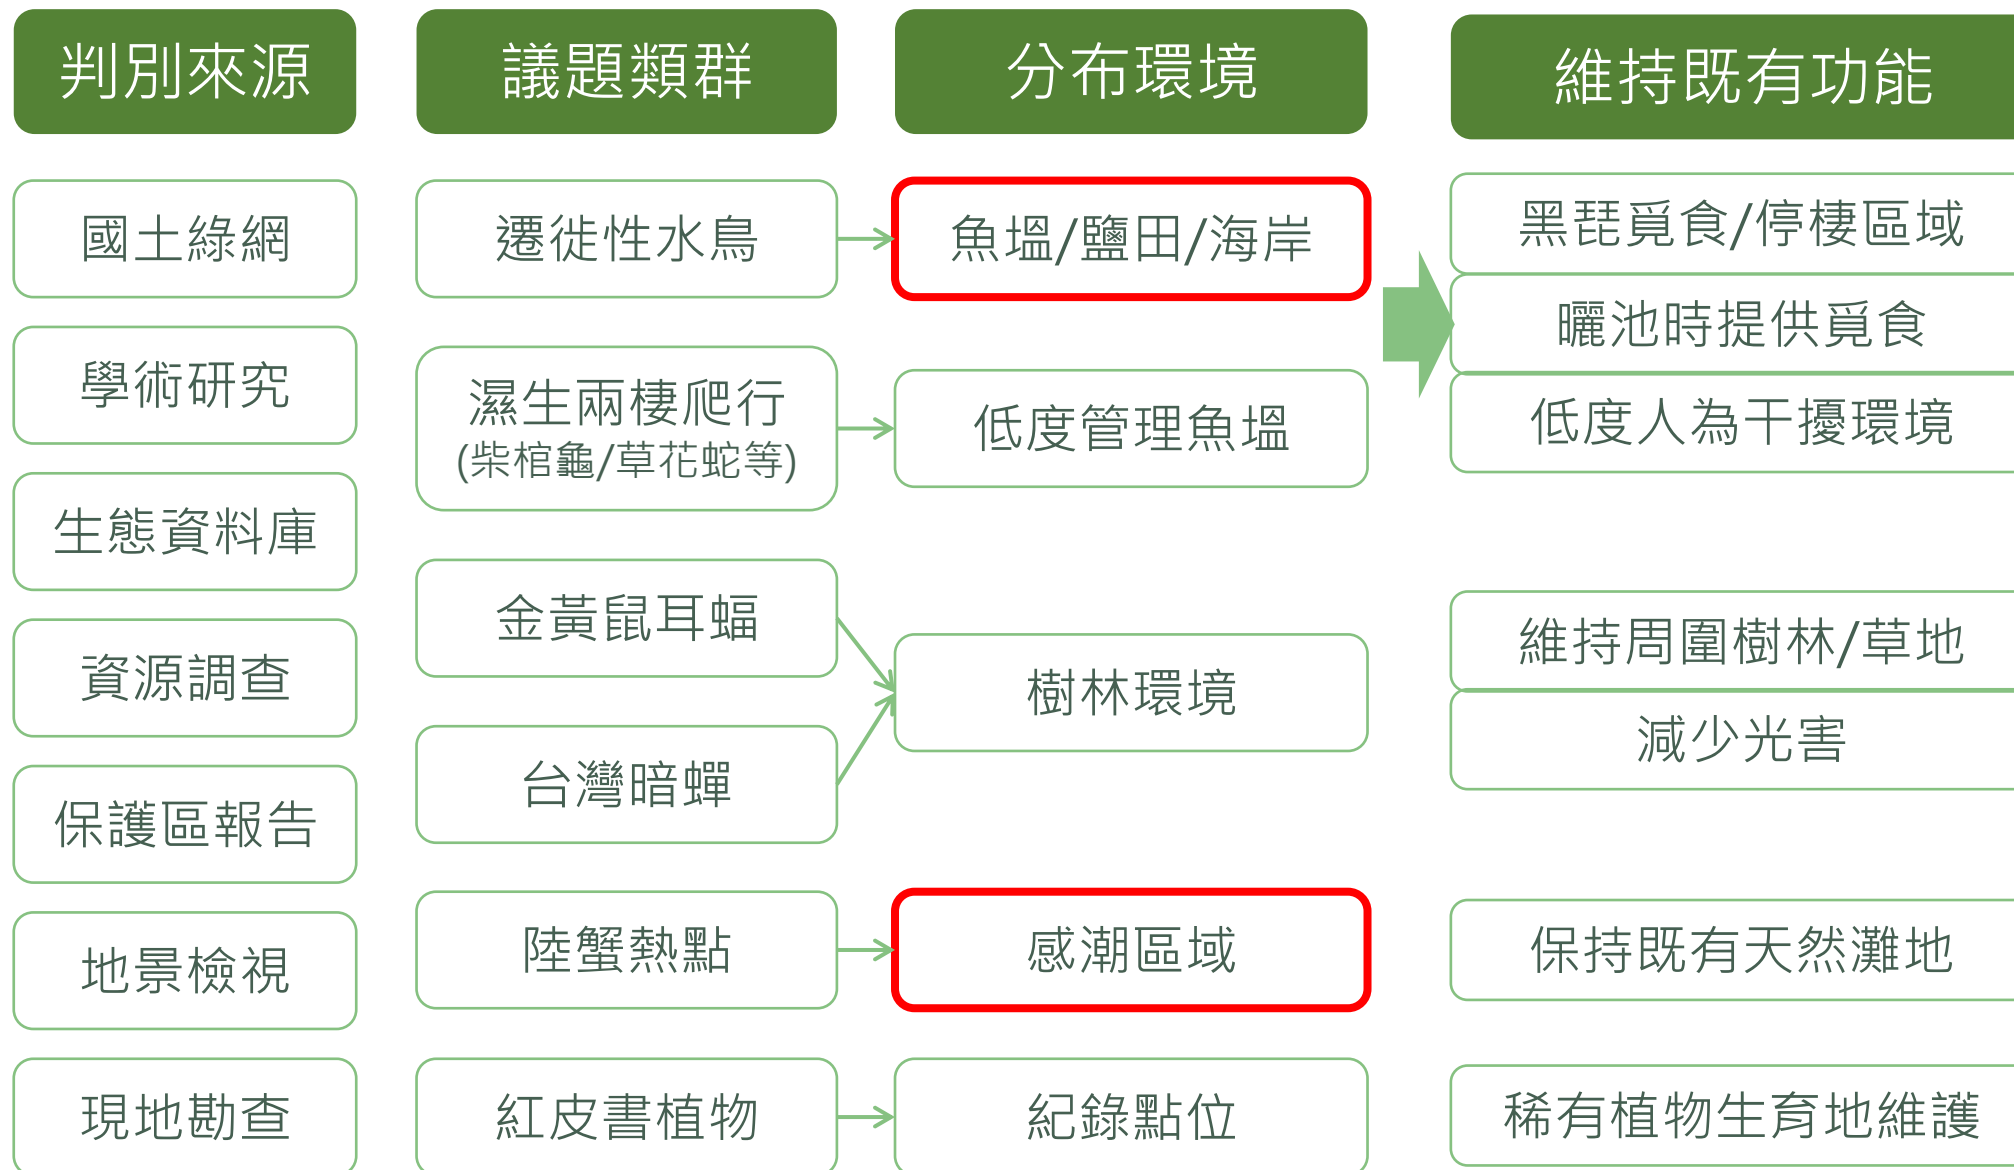 判別來源
國土綠網
學術研究
生態資料庫
資源調查
保護區報告
地景檢視
現地勘查
議題類群
遷徙性水鳥
濕生兩棲爬行
(柴棺龜/草花蛇等)
金黃鼠耳蝠
台灣暗蟬
陸蟹熱點
紅皮書植物
分布環境
魚塭/鹽田/海岸
低度管理魚塭
樹林環境
感潮區域
紀錄點位
維持既有功能
黑琵覓食/停棲區域
曬池時提供覓食
低度人為干擾環境
維持周圍樹林/草地
減少光害
保持既有天然灘地
稀有植物生育地維護